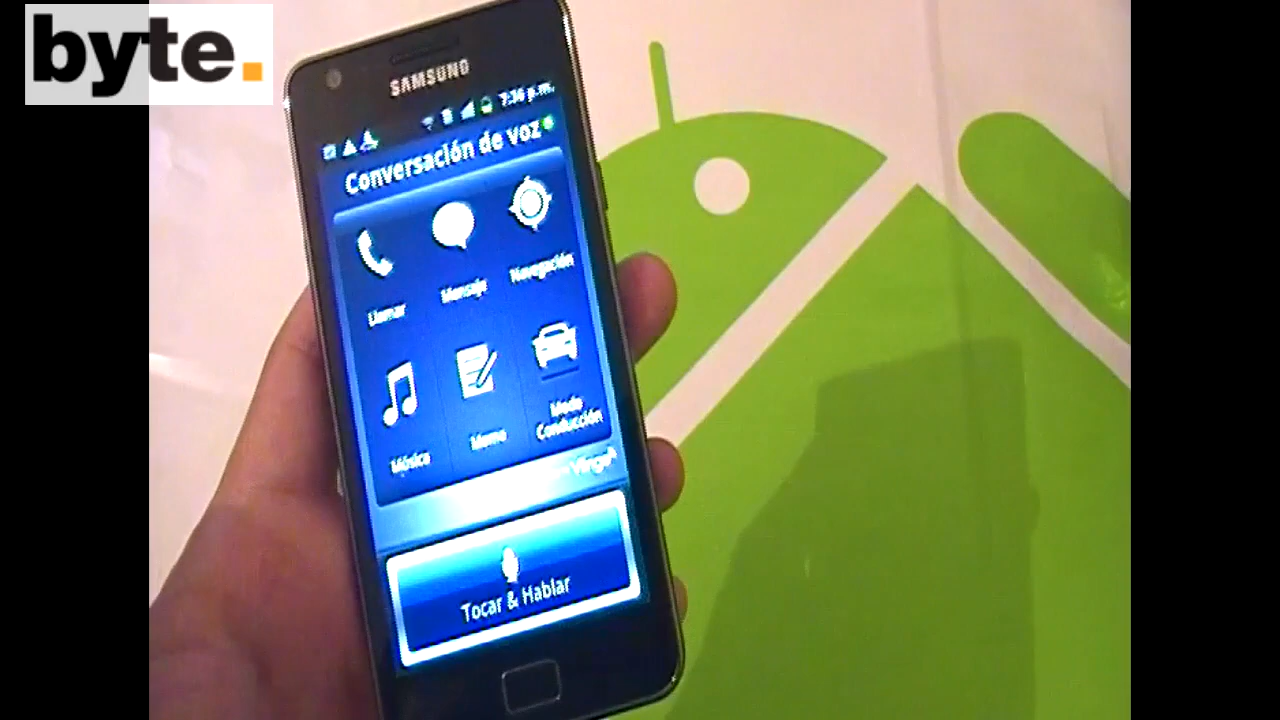 byte.
SAMSUNG
7:36 p.m.
Conversación de voz
Llamar
Mensaje
Navegación
Música
Memo
Modo
Conducción
Vlingo
Tocar & Hablar